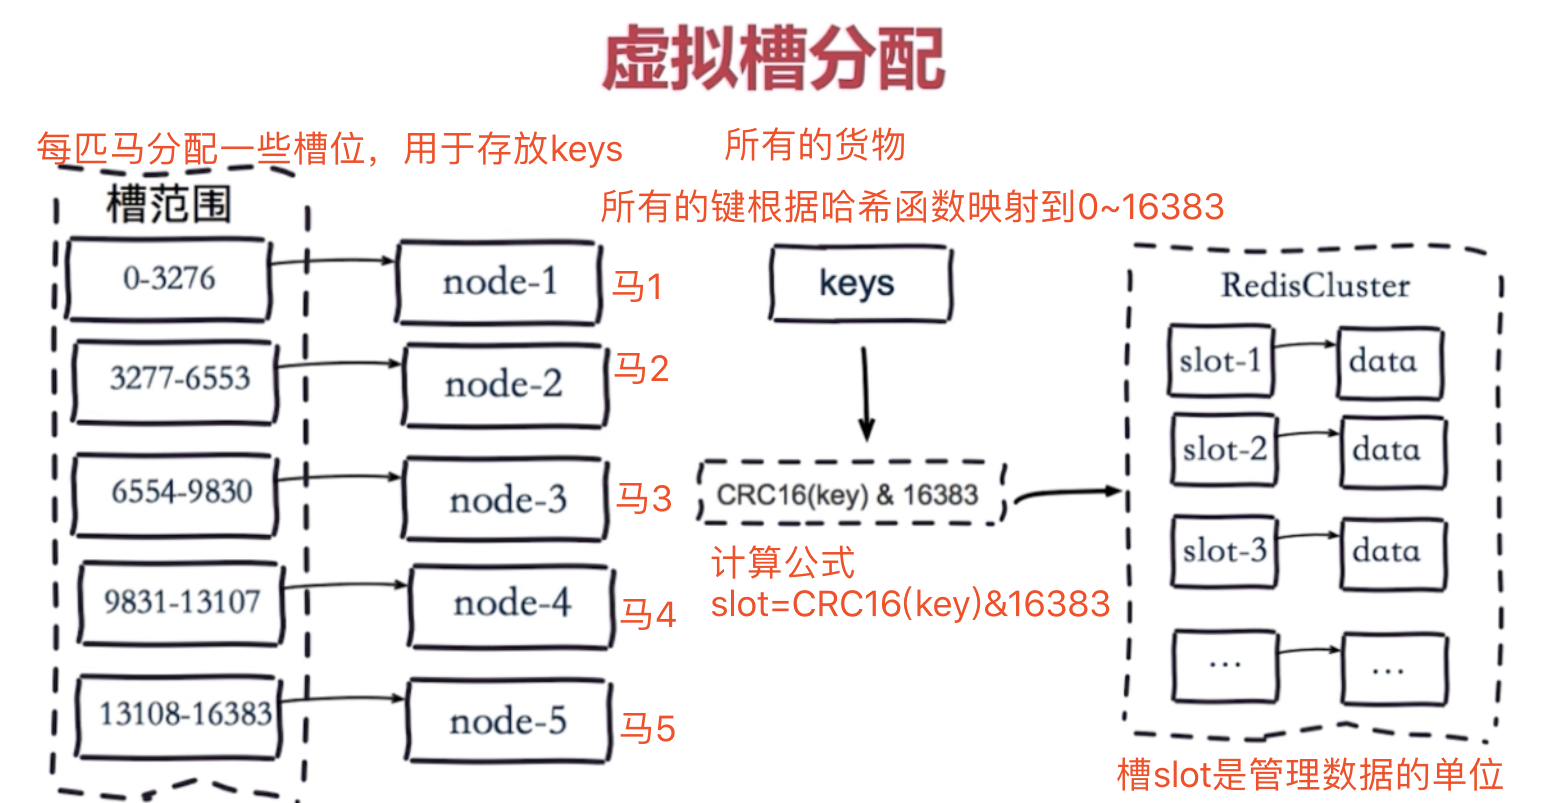 虚拟槽分配
每匹马分配一些槽位，用于存放keys
所有的货物
槽范围
所有的键根据哈希函数映射到0~16383
0-3276
node-1
马1
3277-6553
node-2
马2
6554-9830
node-3
马3
9831-13107
node-4
马4
13108-16383
node-5
马5
keys
CRC16(key) & 16383
计算公式
slot=CRC16(key)&16383
RedisCluster
slot-1
data
slot-2
data
slot-3
data
...
...
槽slot是管理数据的单位